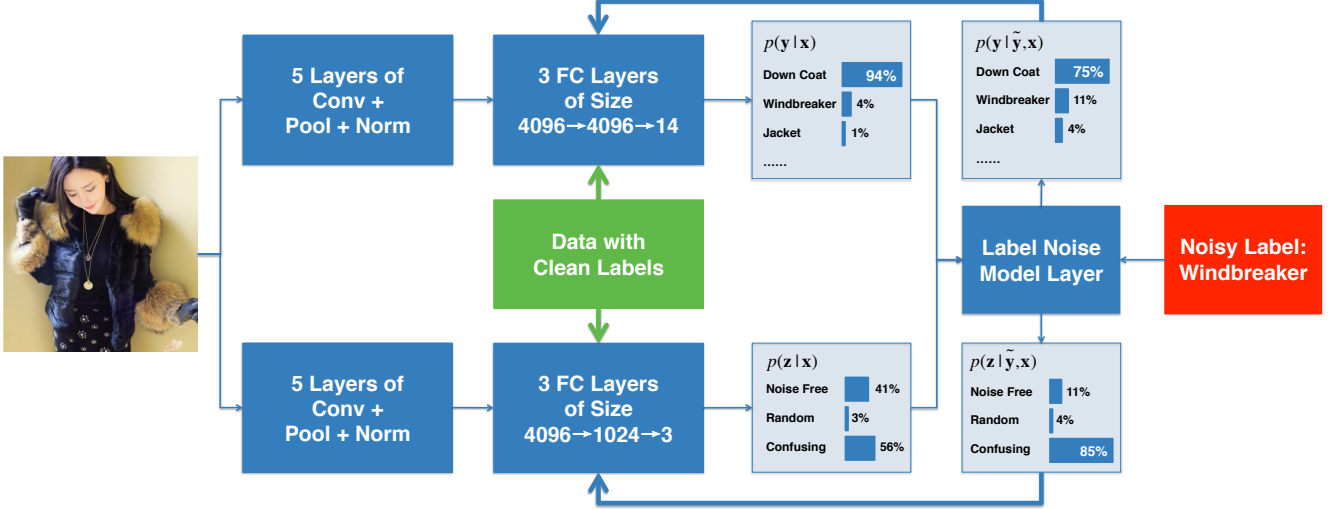 5 Layers of
Conv +
Pool + Norm
3 FC Layers
of Size
4096→4096→14
p(y|x)
Down Coat 94%
Windbreaker 4%
Jacket 1%
......
p(y|ỹ,x)
Down Coat 75%
Windbreaker 11%
Jacket 4%
......
Data with
Clean Labels
Label Noise
Model Layer
Noisy Label:
Windbreaker
5 Layers of
Conv +
Pool + Norm
3 FC Layers
of Size
4096→1024→3
p(z|x)
Noise Free 41%
Random 3%
Confusing 56%
p(z|ỹ,x)
Noise Free 11%
Random 4%
Confusing 85%